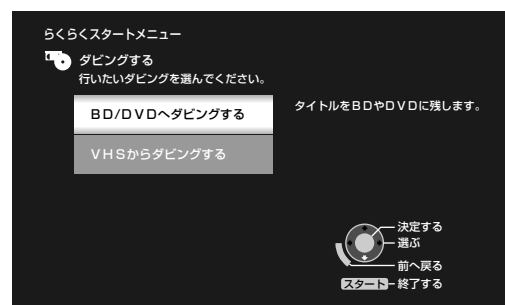 らくらくスタートメニュー
ダビングする
行いたいダビングを選んでください。
BD/DVDへダビングする
タイトルをBDやDVDに残します。
VHSからダビングする
決定する
選ぶ
前へ戻る
スタート 終了する